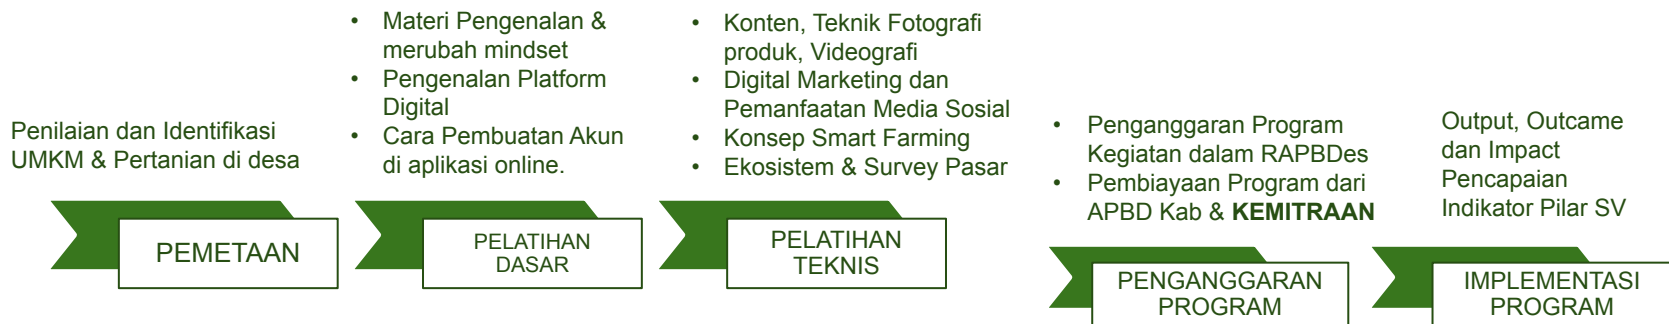 Penilaian dan Identifikasi
UMKM & Pertanian di desa
PEMETAAN
• Materi Pengenalan &
merubah mindset
• Pengenalan Platform
Digital
• Cara Pembuatan Akun
di aplikasi online.
PELATIHAN
DASAR
• Konten, Teknik Fotografi
produk, Videografi
• Digital Marketing dan
Pemanfaatan Media Sosial
• Konsep Smart Farming
• Ekosistem & Survey Pasar
PELATIHAN
TEKNIS
• Penganggaran Program
Kegiatan dalam RAPBDes
• Pembiayaan Program dari
APBD Kab & KEMITRAAN
PENGANGGARAN
PROGRAM
Output, Outcame
dan Impact
Pencapaian
Indikator Pilar SV
IMPLEMENTASI
PROGRAM